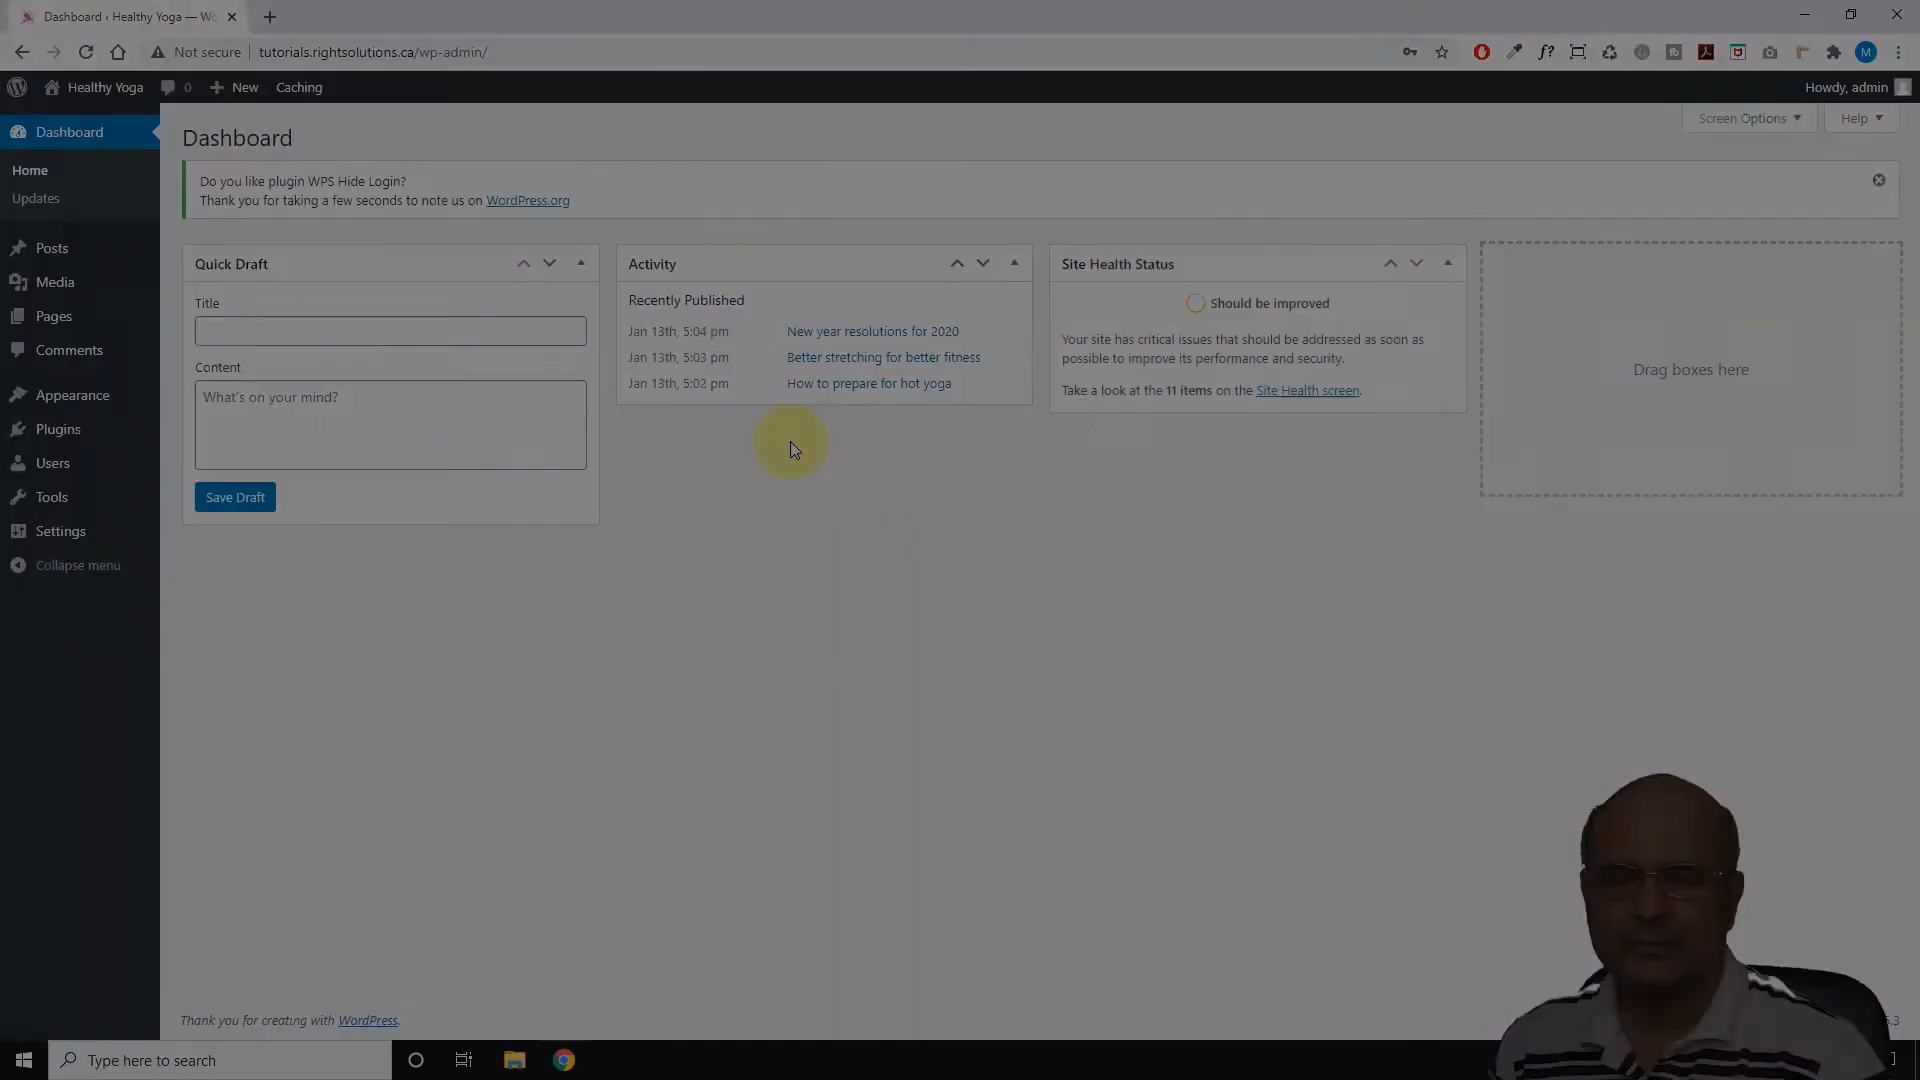 Dashboard ‹ Healthy Yoga — Wo
Not secure
tutorials.rightsolutions.ca/wp-admin/
Healthy Yoga
0
New
Caching
Howdy, admin
Dashboard
Home
Updates
Posts
Media
Pages
Comments
Appearance
Plugins
Users
Tools
Settings
Collapse menu
Dashboard
Screen Options
Help
Do you like plugin WPS Hide Login?
Thank you for taking a few seconds to note us on WordPress.org
Quick Draft
Title
Content
What's on your mind?
Save Draft
Activity
Recently Published
Jan 13th, 5:04 pm New year resolutions for 2020
Jan 13th, 5:03 pm Better stretching for better fitness
Jan 13th, 5:02 pm How to prepare for hot yoga
Site Health Status
Should be improved
Your site has critical issues that should be addressed as soon as
possible to improve its performance and security.
Take a look at the 11 items on the Site Health screen.
Drag boxes here
Thank you for creating with WordPress.
Type here to search